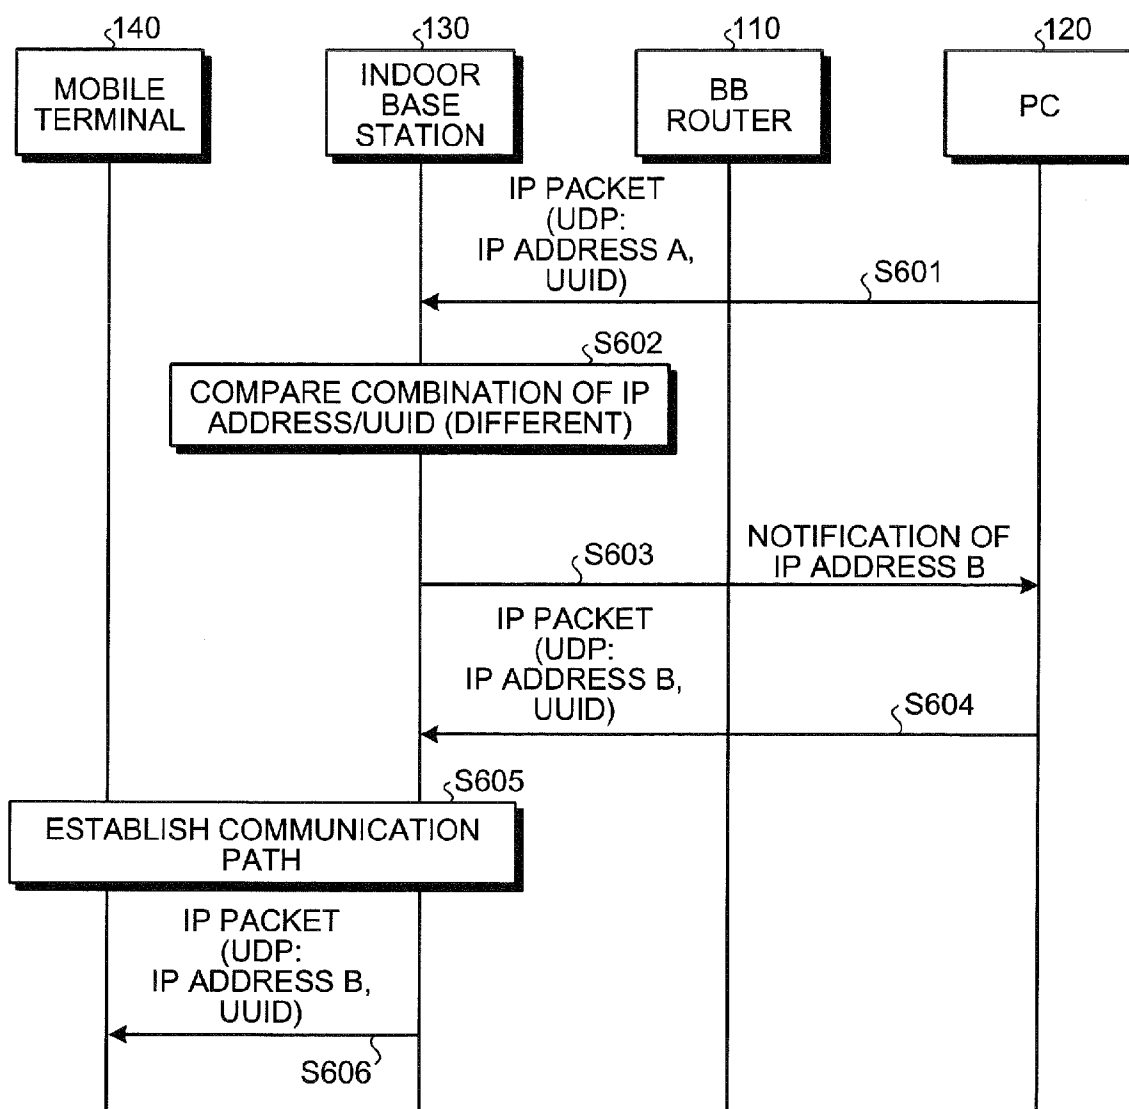 140
130
110
120
MOBILE
TERMINAL
INDOOR
BASE
STATION
BB
ROUTER
PC
IP PACKET
(UDP:
IP ADDRESS A,
UUID)
S601
S602
COMPARE COMBINATION OF IP
ADDRESS/UUID (DIFFERENT)
S603
NOTIFICATION OF
IP ADDRESS B
IP PACKET
(UDP:
IP ADDRESS B,
UUID)
S604
S605
ESTABLISH COMMUNICATION
PATH
IP PACKET
(UDP:
IP ADDRESS B,
UUID)
S606